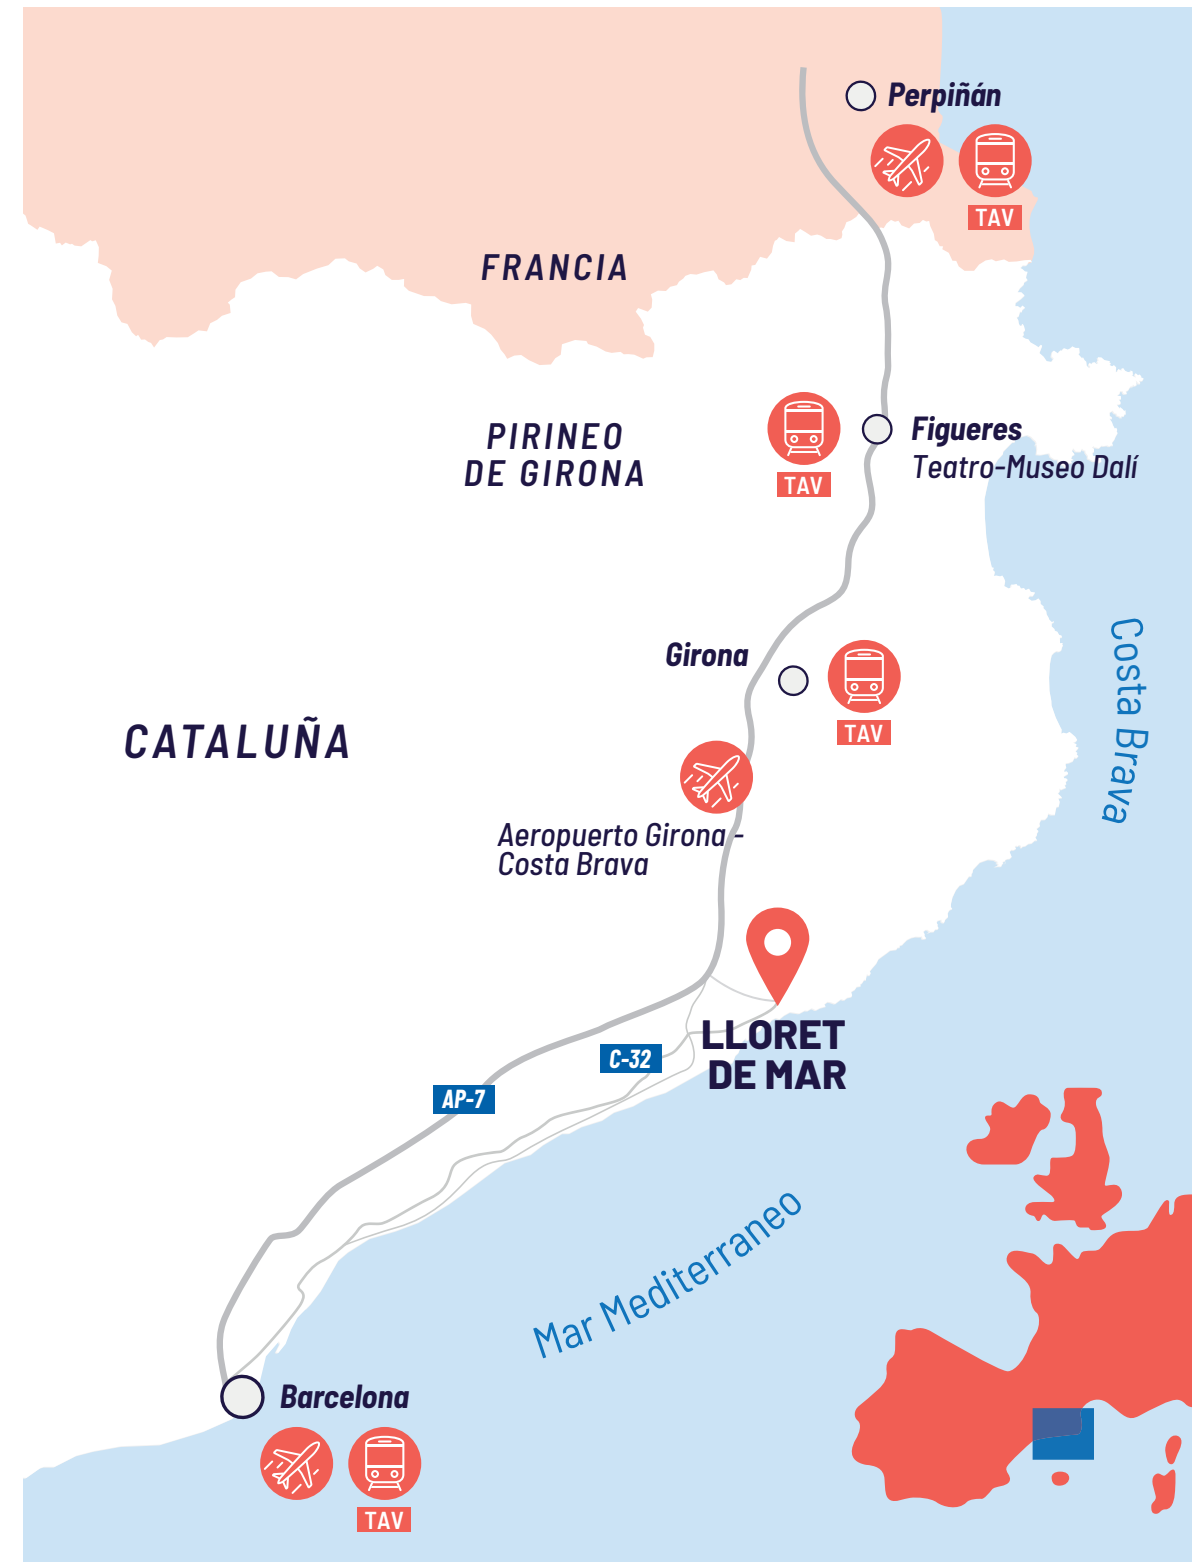 Perpiñán
TAV
FRANCIA
PIRINEO
DE GIRONA
Figueres
Teatro-Museo Dalí
TAV
Costa Brava
Girona
TAV
CATALUÑA
Aeropuerto Girona -
Costa Brava
LLORET
DE MAR
C-32
AP-7
Mar Mediterraneo
Barcelona
TAV